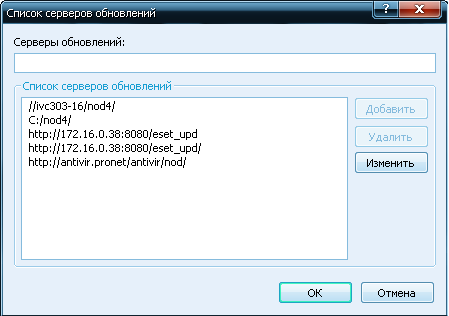 Список серверов обновлений
Серверы обновлений:
Список серверов обновлений
//ivc303-16/nod4/
C:/nod4/
http://172.16.0.38:8080/eset_upd
http://172.16.0.38:8080/eset_upd/
http://antivir.pronet/antivir/nod/
Добавить
Удалить
Изменить
OK
Отмена